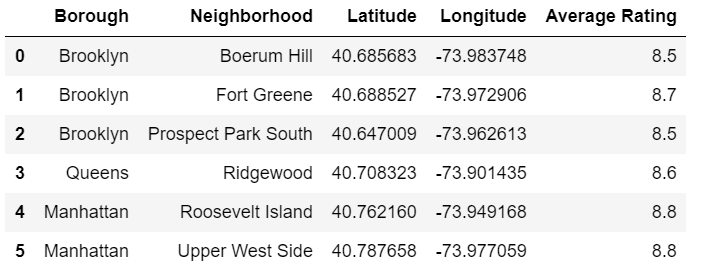 Borough Neighborhood Latitude Longitude Average Rating
0 Brooklyn Boerum Hill 40.685683 -73.983748 8.5
1 Brooklyn Fort Greene 40.688527 -73.972906 8.7
2 Brooklyn Prospect Park South 40.647009 -73.962613 8.5
3 Queens Ridgewood 40.708323 -73.901435 8.6
4 Manhattan Roosevelt Island 40.762160 -73.949168 8.8
5 Manhattan Upper West Side 40.787658 -73.977059 8.8